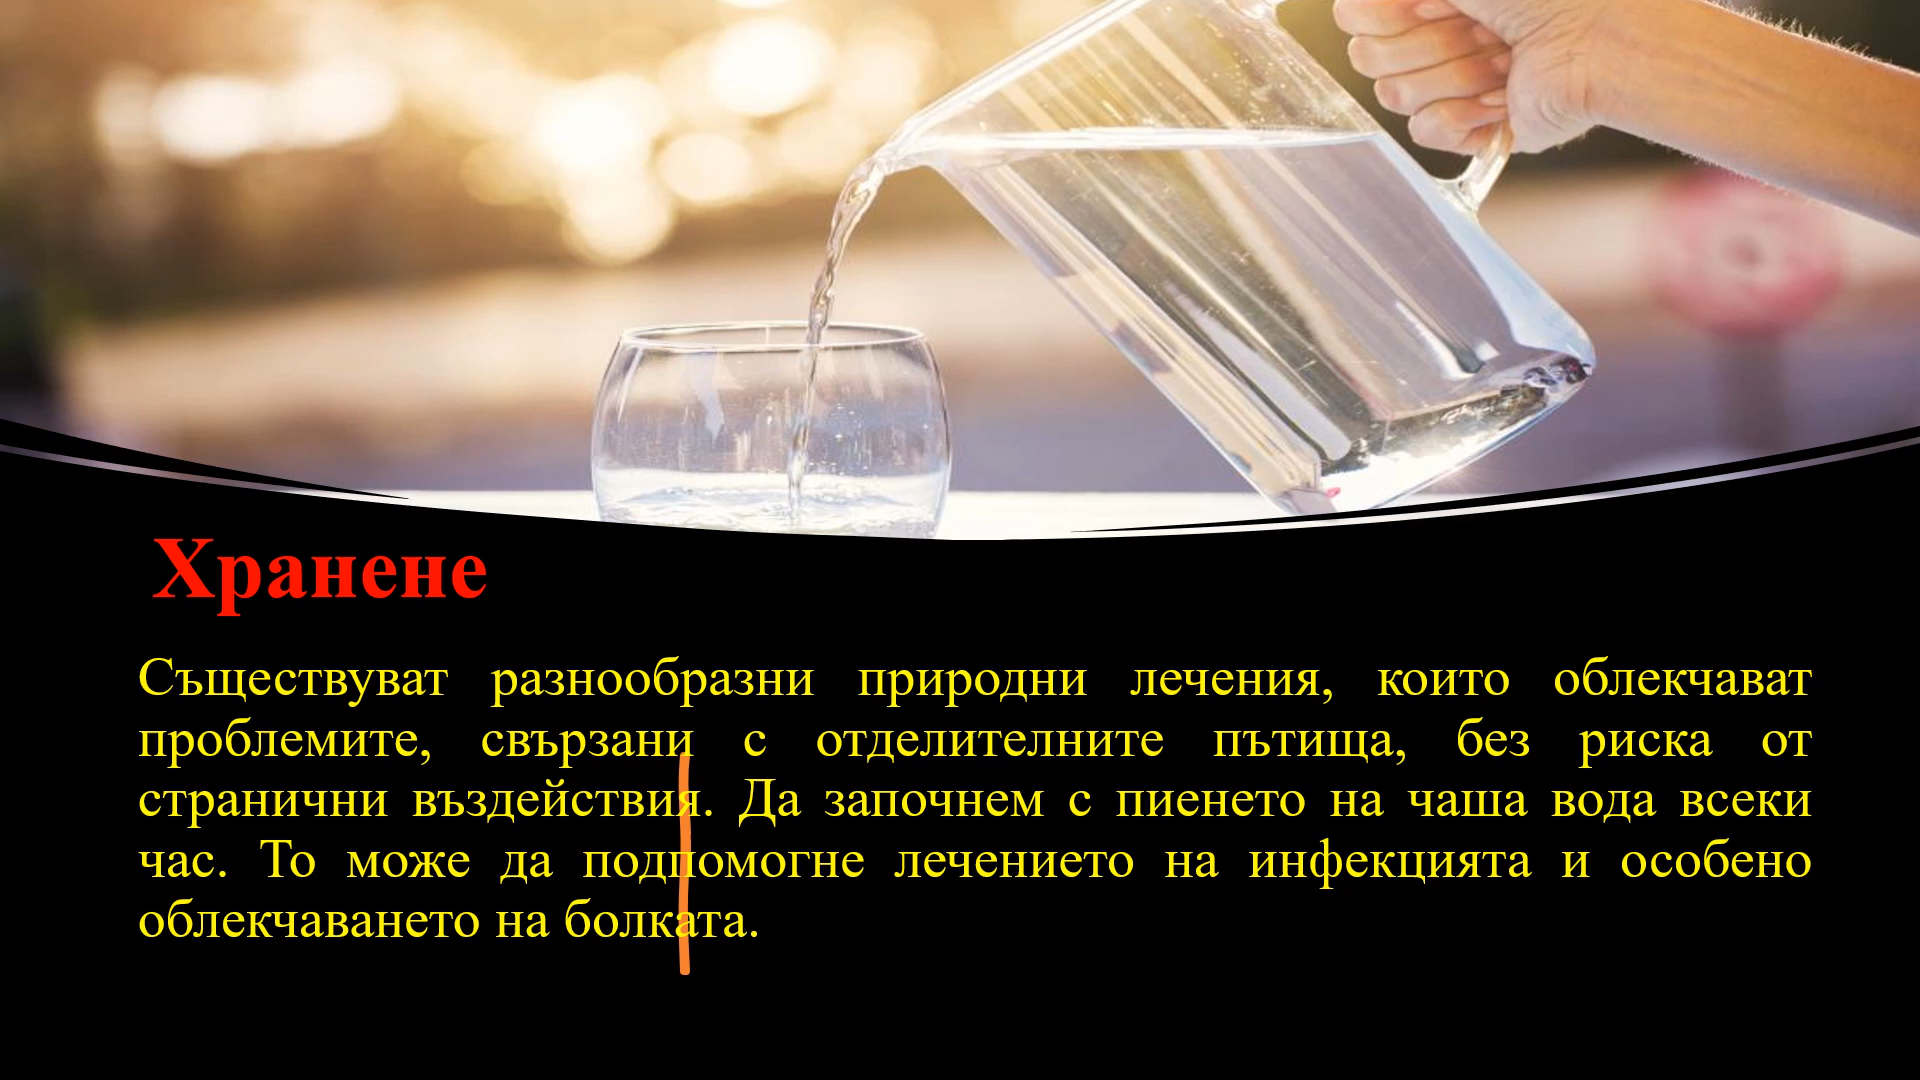 Хранене
Съществуват разнообразни природни лечения, които облекчават
проблемите, свързани с отделителните пътища, без риска от
странични въздействия. Да започнем с пиенето на чаша вода всеки
час. То може да подпомогне лечението на инфекцията и особено
облекчаването на болката.